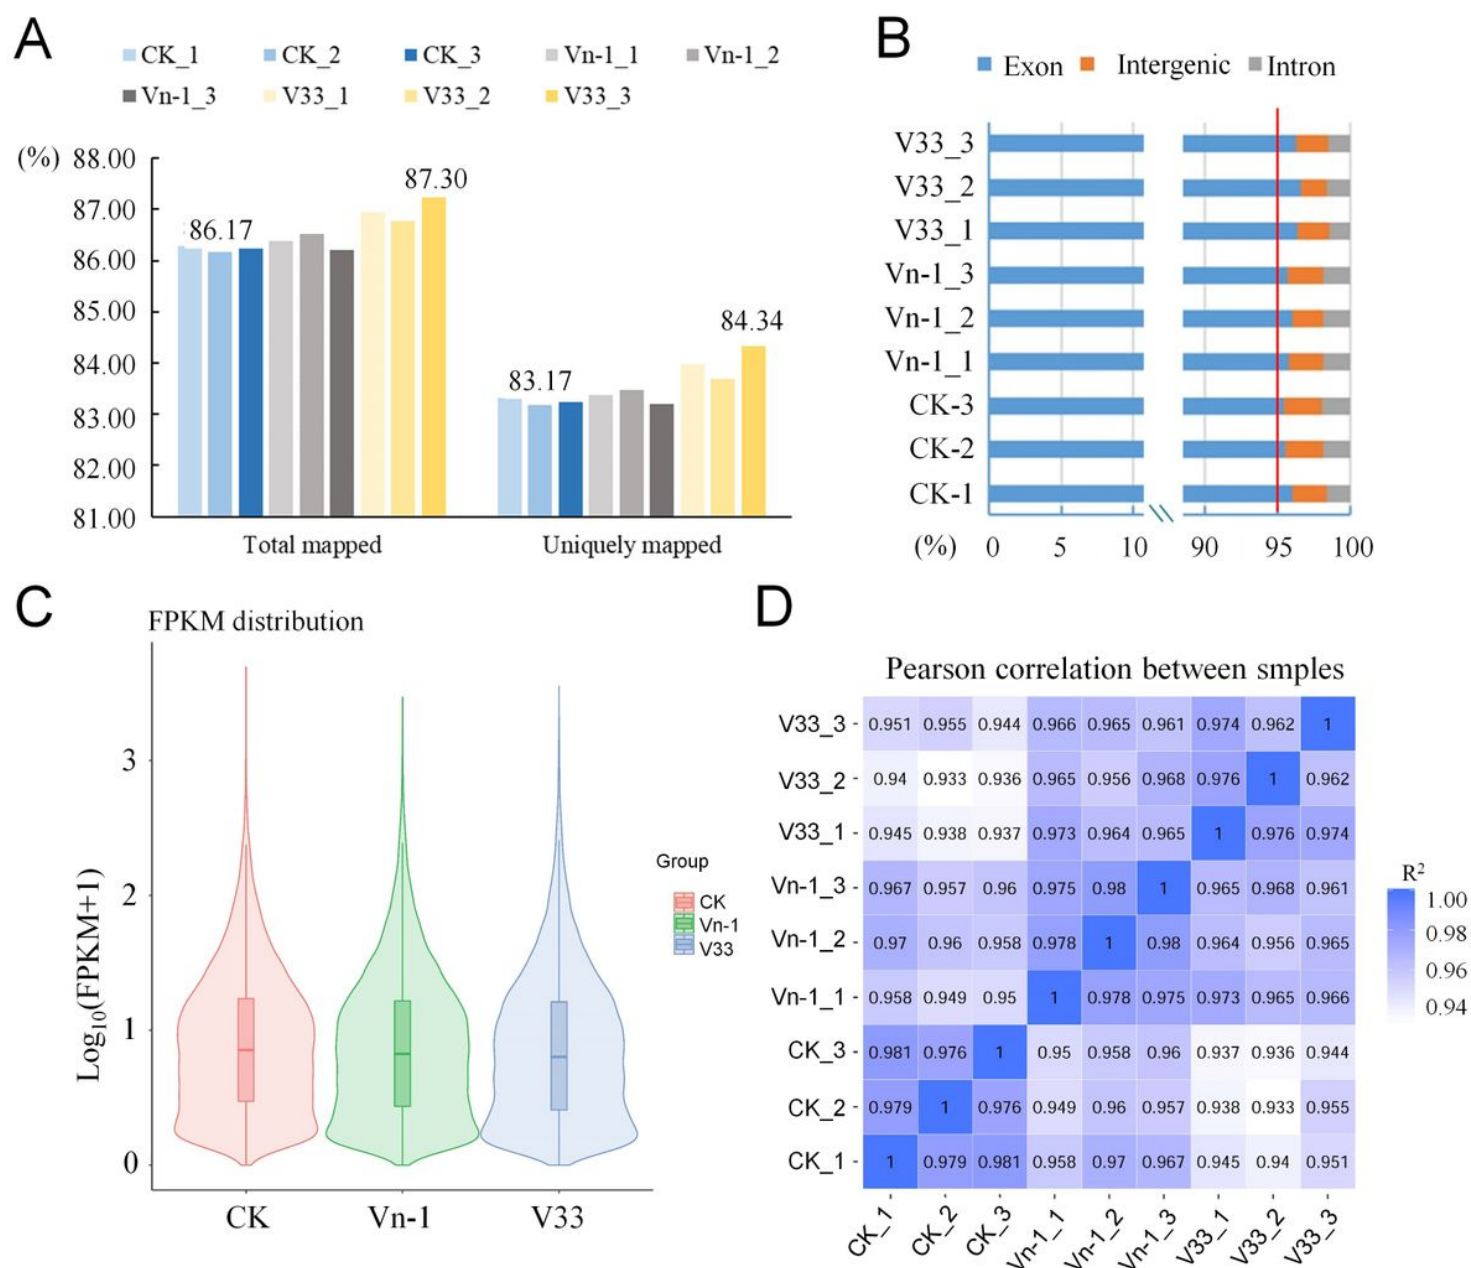 A
CK_1 CK_2 CK_3 Vn-1_1 Vn-1_2
Vn-1_3 V33_1 V33_2 V33_3
(%) 88.00
87.00
86.00
85.00
84.00
83.00
82.00
81.00
86.17
87.30
83.17
84.34
Total mapped Uniquely mapped
B
Exon Intergenic Intron
V33_3
V33_2
V33_1
Vn-1_3
Vn-1_2
Vn-1_1
CK-3
CK-2
CK-1
(%) 0 5 10 90 95 100
C
FPKM distribution
Log10(FPKM+1)
3
2
1
0
CK Vn-1 V33
Group
CK
Vn-1
V33
D
Pearson correlation between smples
V33_3 0.951 0.955 0.944 0.966 0.965 0.961 0.974 0.962 1
V33_2 0.94 0.933 0.936 0.965 0.956 0.968 0.976 1 0.962
V33_1 0.945 0.938 0.937 0.973 0.964 0.965 1 0.976 0.974
Vn-1_3 0.967 0.957 0.96 0.975 0.98 1 0.965 0.968 0.961
Vn-1_2 0.97 0.96 0.958 0.978 1 0.98 0.964 0.956 0.965
Vn-1_1 0.958 0.949 0.95 1 0.978 0.975 0.973 0.965 0.966
CK_3 0.981 0.976 1 0.95 0.958 0.96 0.937 0.936 0.944
CK_2 0.979 1 0.976 0.949 0.96 0.957 0.938 0.933 0.955
CK_1 1 0.979 0.981 0.958 0.97 0.967 0.945 0.94 0.951
CK_1 CK_2 CK_3 Vn-1_1 Vn-1_2 Vn-1_3 V33_1 V33_2 V33_3
R2
1.00
0.98
0.96
0.94